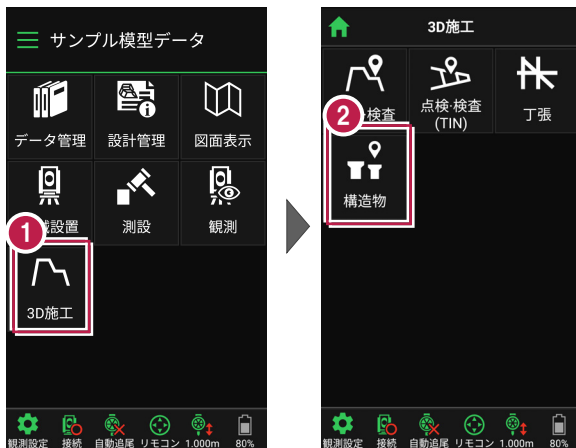 サンプル模型データ
データ管理
設計管理
図面表示
械設置
測設
観測
1
3D施工
観測設定
接続
自動追尾
リモコン
1.000m
80%
3D施工
検査
点検·検査
(TIN)
丁張
2
構造物
観測設定
接続
自動追尾
リモコン
1.000m
80%